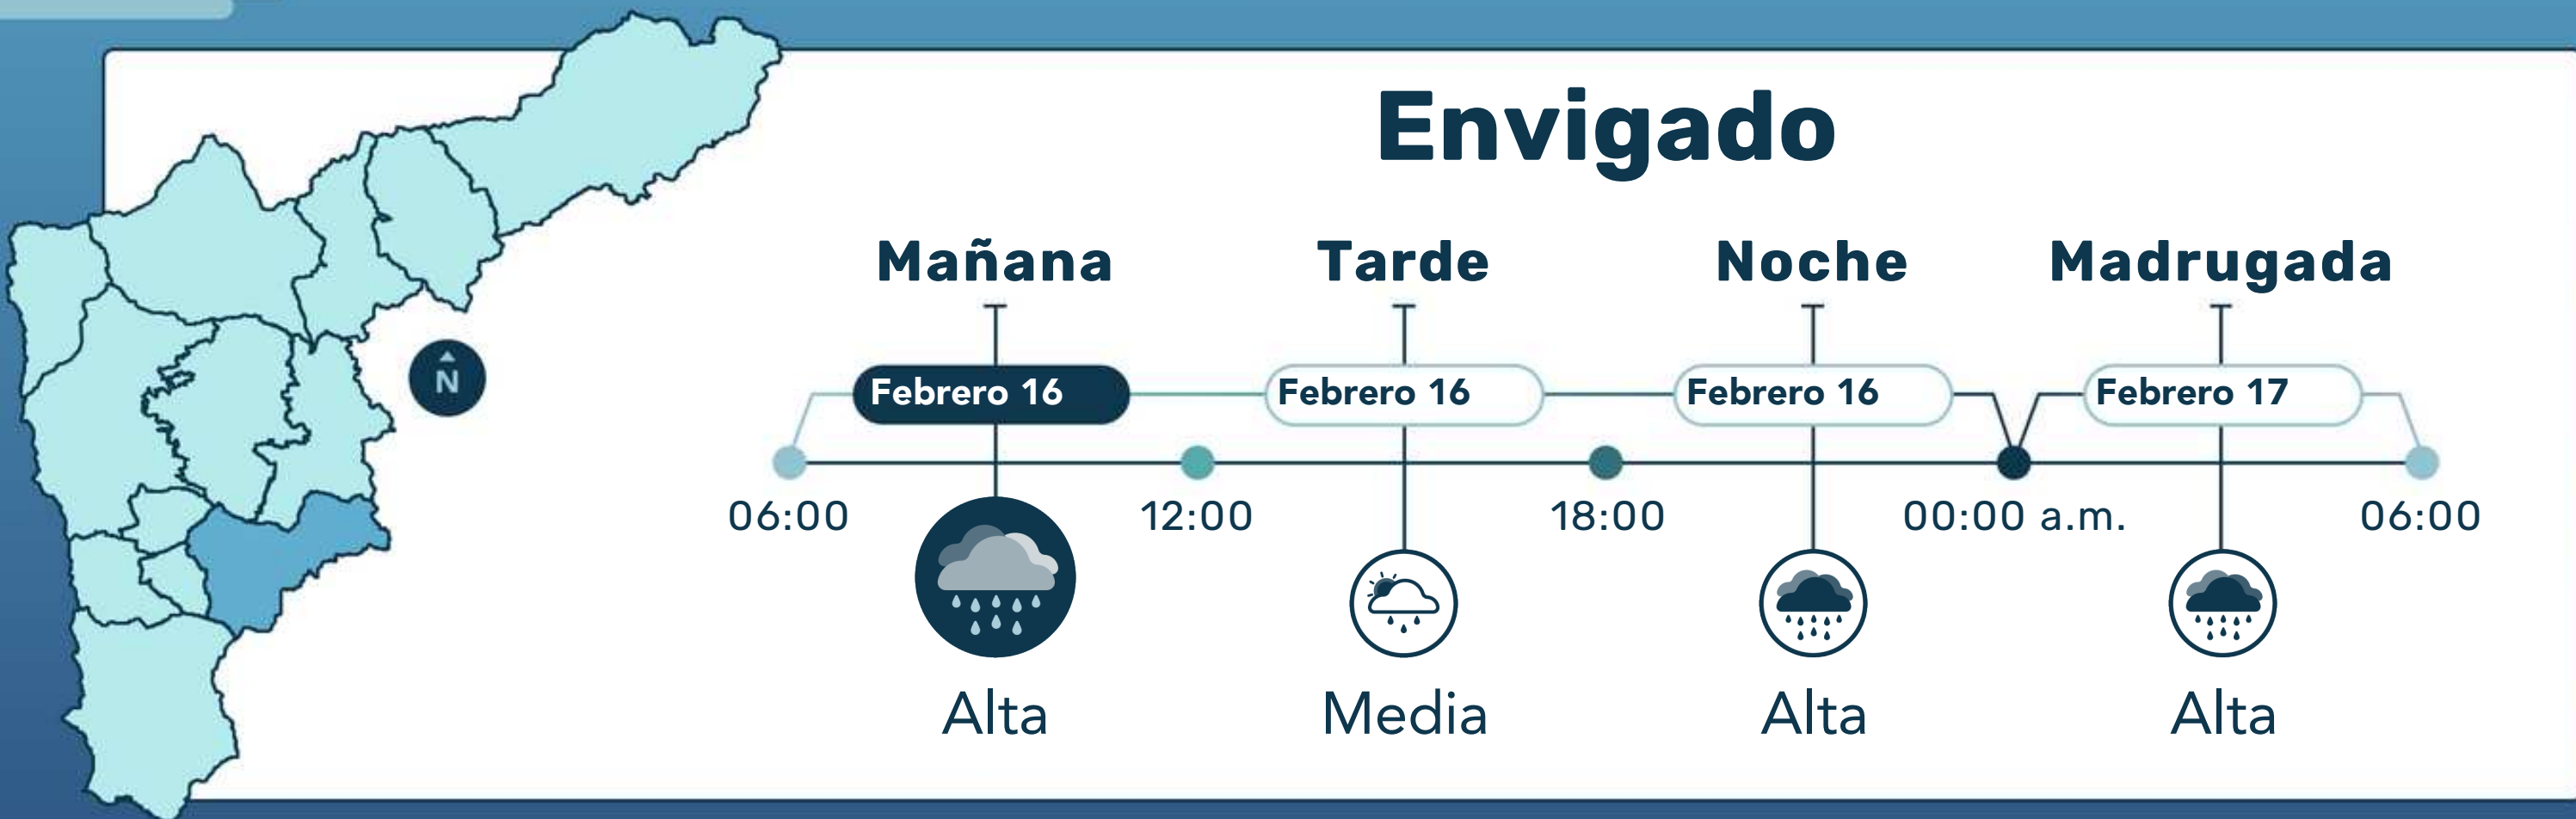 Envigado
Mañana Tarde Noche Madrugada
Febrero 16 Febrero 16 Febrero 16 Febrero 17
N
06:00 12:00 18:00 00:00 a.m. 06:00
Alta Media Alta Alta